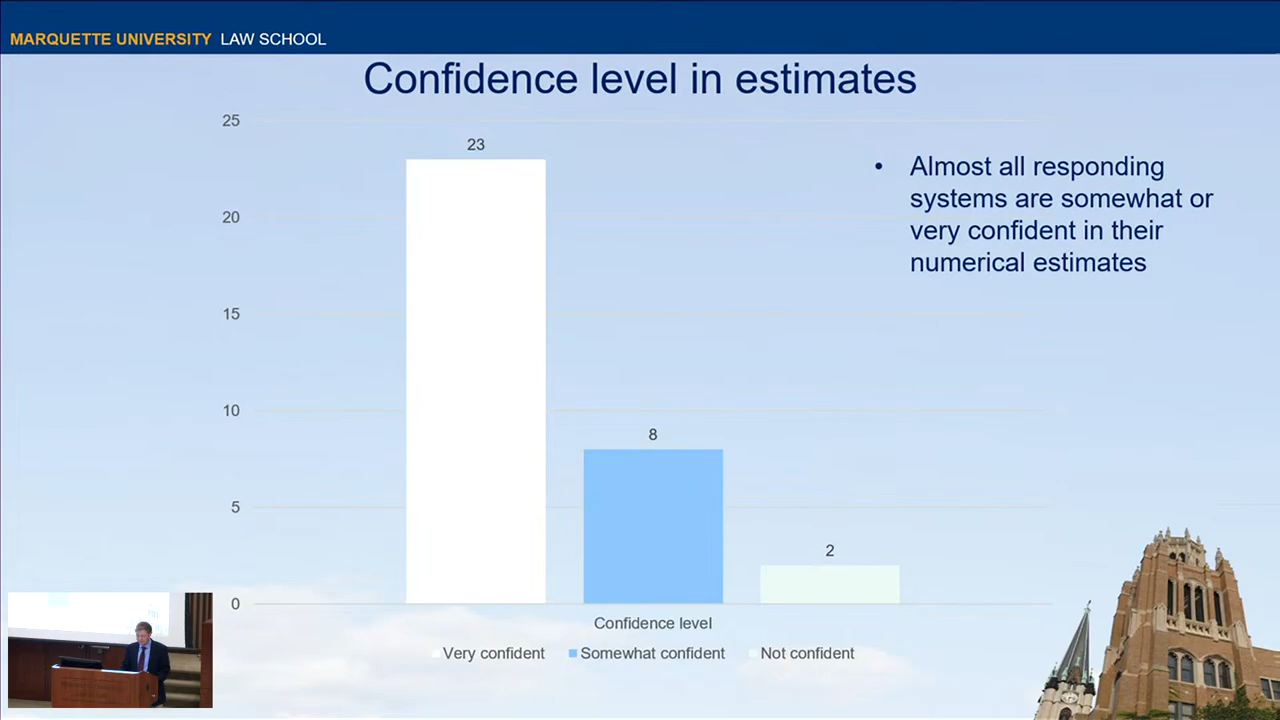 MARQUETTE UNIVERSITY LAW SCHOOL
Confidence level in estimates
25
20
15
10
5
0
23
8
2
Confidence level
Very confident
Somewhat confident
Not confident
• Almost all responding
systems are somewhat or
very confident in their
numerical estimates